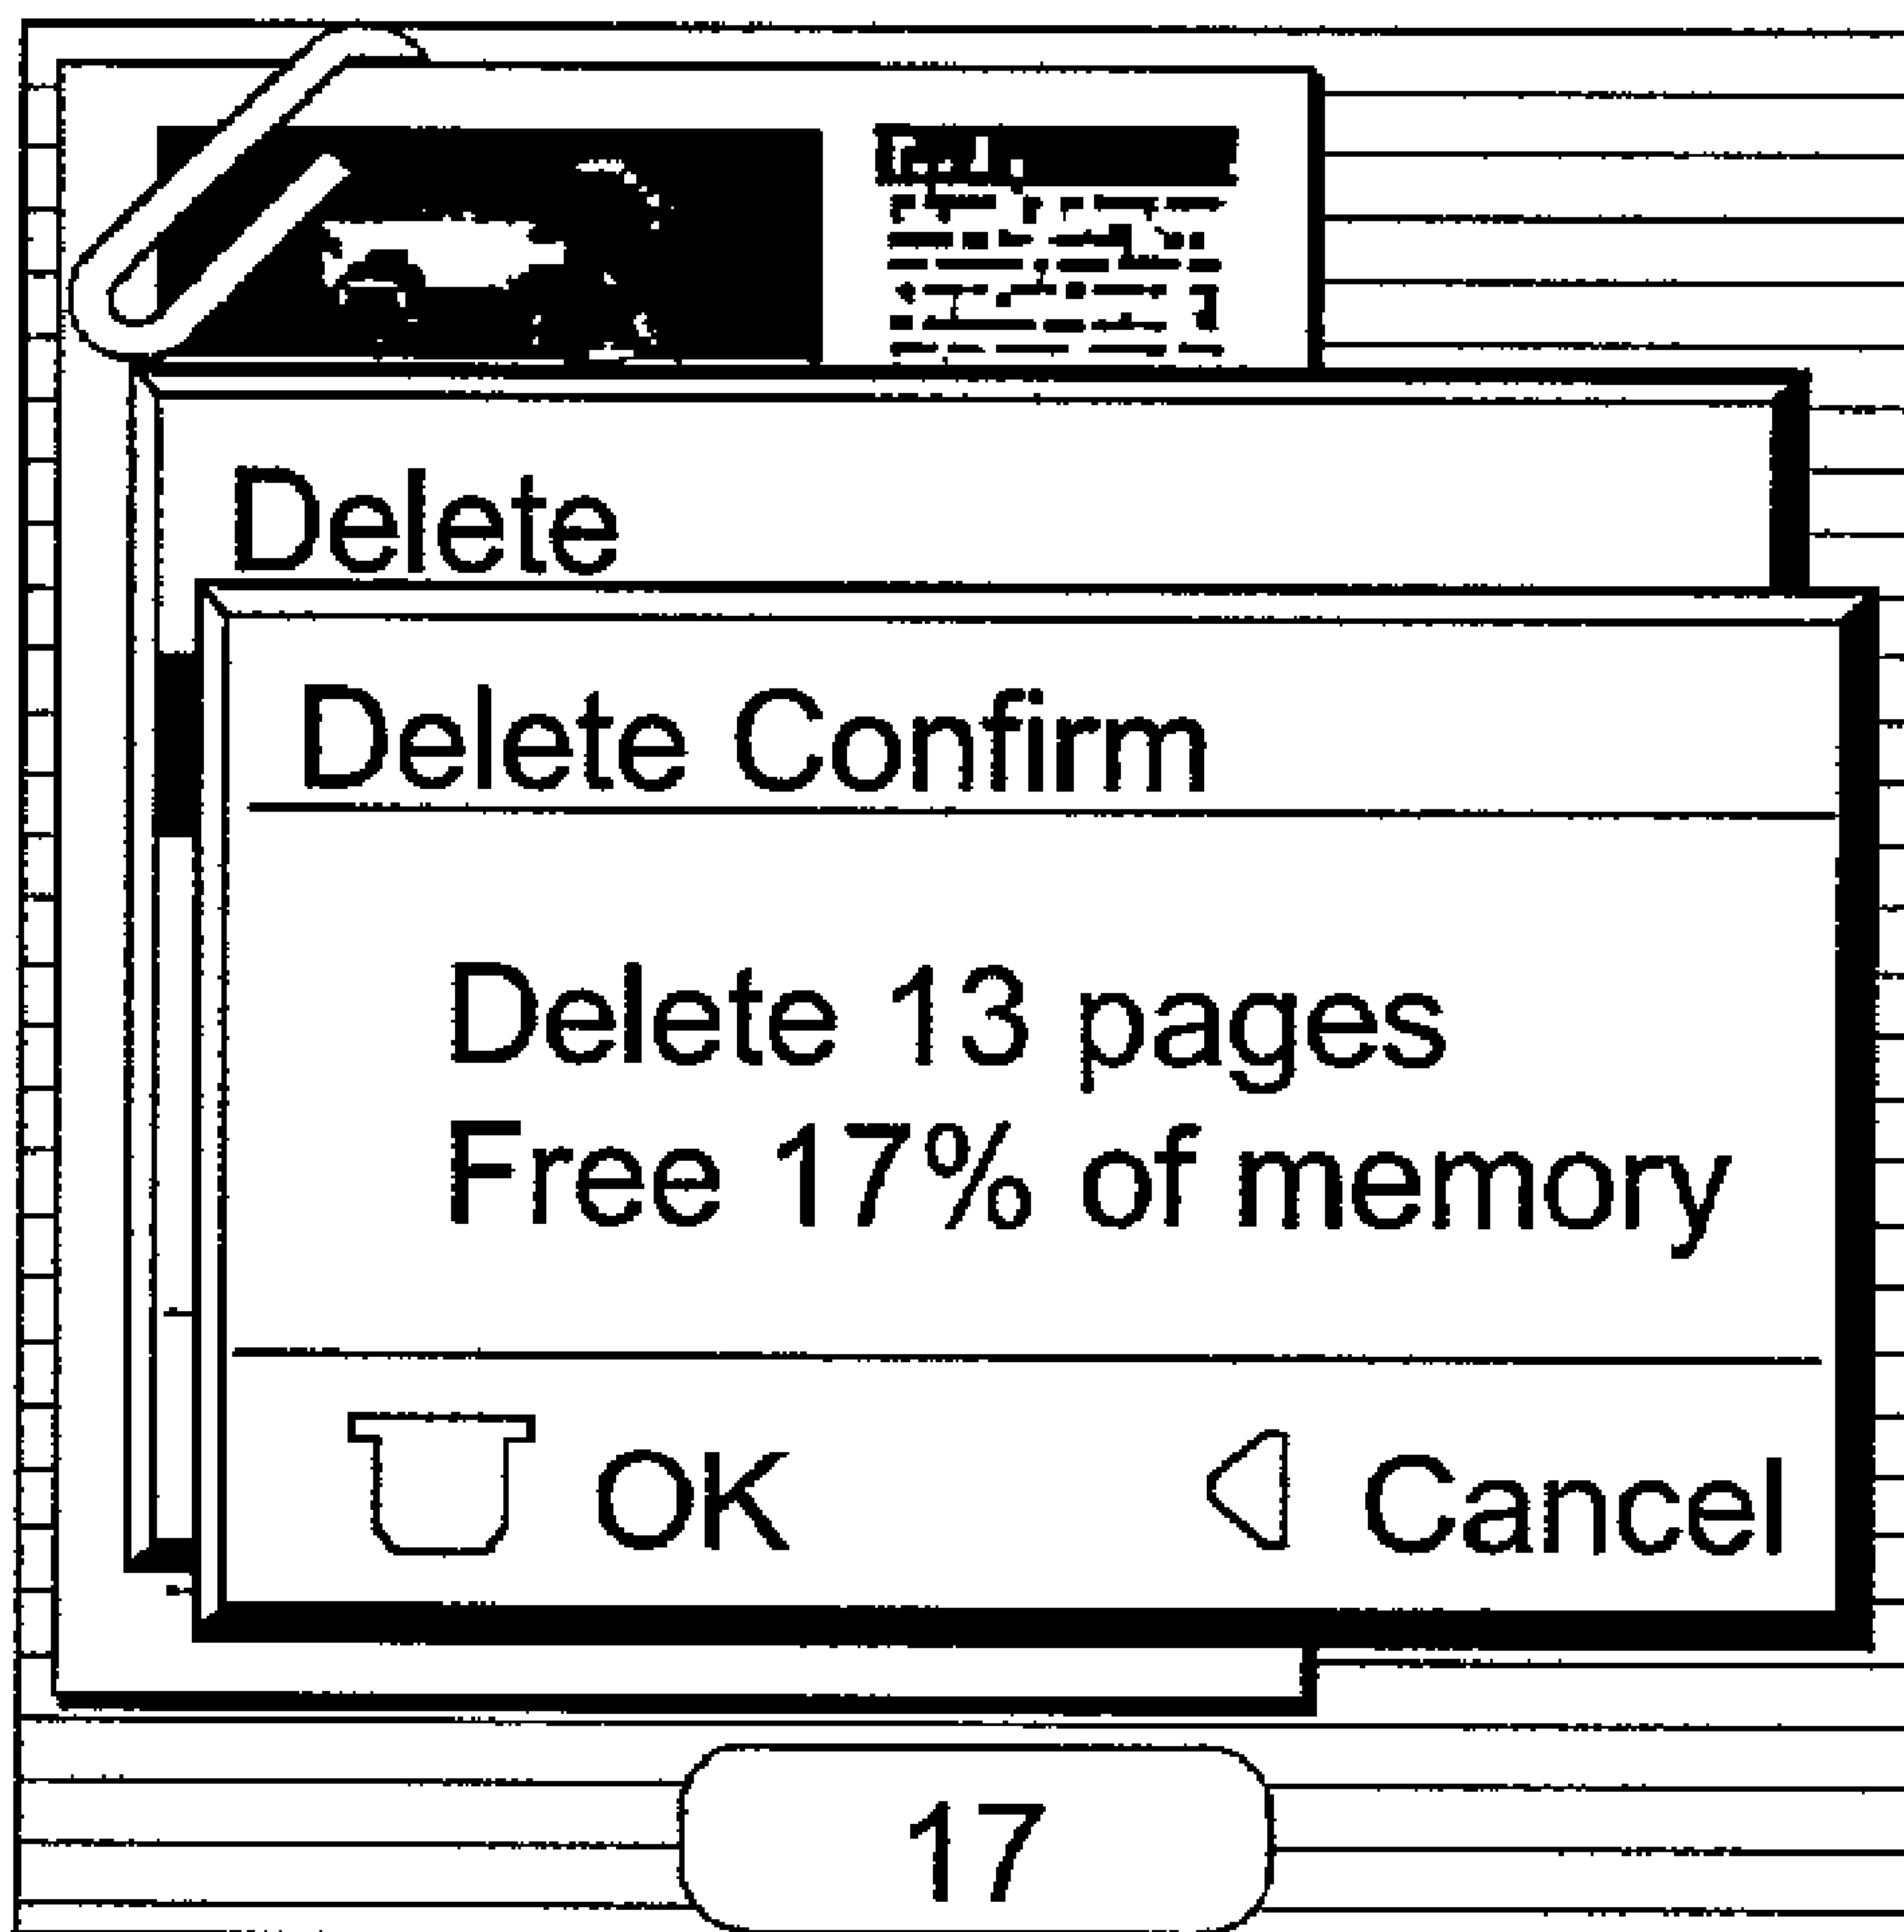 Delete
Delete Confirm
Delete 13 pages
Free 17% of memory
OK
Cancel
17